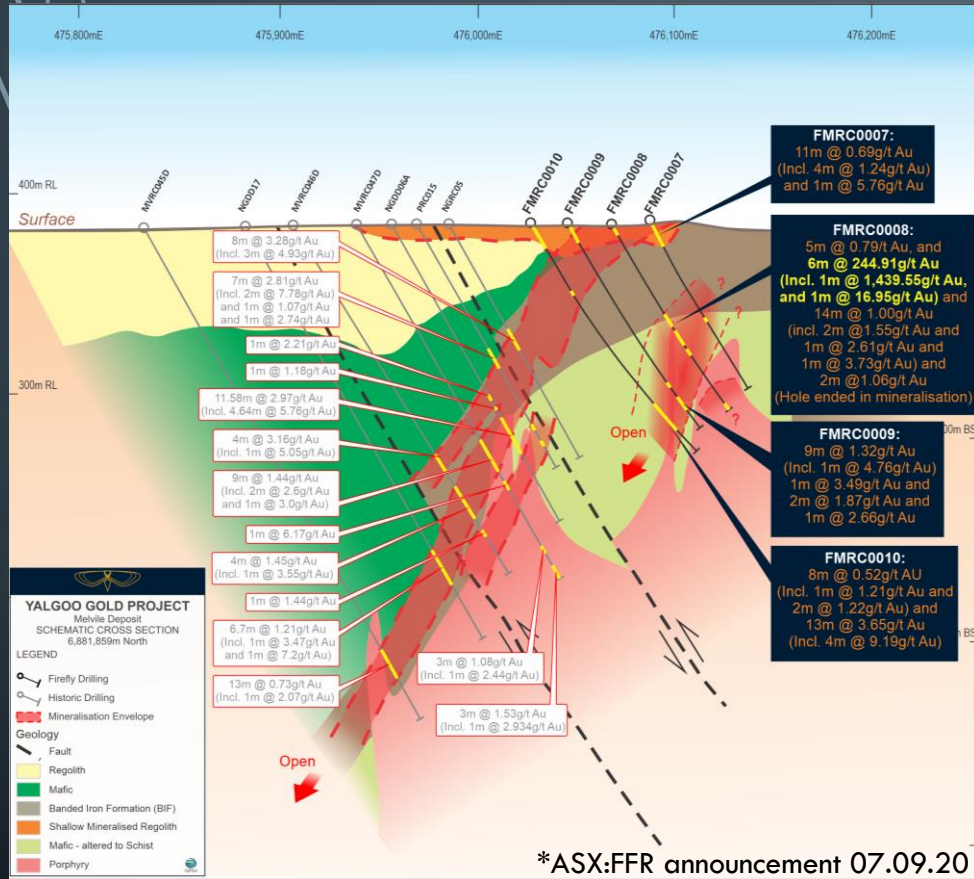 475,800mE
475,900mE
476,000mE
476,100mE
476,200mE
400m RL
Surface
300m RL
MVRC045D
NGDD17
MVRC046D
MVRC047D
NGDD06A
PRC015
NGRC05
FMRC0010
FMRC0009
FMRC0008
FMRC0007
8m @ 3.28g/t Au
(Incl. 3m @ 4.93g/t Au)
7m @ 2.81g/t Au
(Incl. 2m @ 7.78g/t Au)
and 1m @ 1.07g/t Au
and 1m @ 2.74g/t Au
1m @ 2.21g/t Au
1m @ 1.18g/t Au
11.58m @ 2.97g/t Au
(Incl. 4.64m @ 5.76g/t Au)
4m @ 3.16g/t Au
(Incl. 1m @ 5.05g/t Au)
9m @ 1.44g/t Au
(Incl. 2m @ 2.6g/t Au
and 1m @ 3.0g/t Au)
1m @ 6.17g/t Au
4m @ 1.45g/t Au
(Incl. 1m @ 3.55g/t Au)
1m @ 1.44g/t Au
6.7m @ 1.21g/t Au
(Incl. 1m @ 3.47g/t Au
and 1m @ 7.2g/t Au)
13m @ 0.73g/t Au
(Incl. 1m @ 2.07g/t Au)
3m @ 1.08g/t Au
(Incl. 1m @ 2.44g/t Au)
3m @ 1.53g/t Au
(Incl. 1m @ 2.934g/t Au)
?
?
?
Open
Open
FMRC0007:
11m @ 0.69g/t Au
(Incl. 4m @ 1.24g/t Au)
and 1m @ 5.76g/t Au
FMRC0008:
5m @ 0.79/t Au, and
6m @ 244.91g/t Au
(Incl. 1m @ 1,439.55g/t Au,
and 1m @ 16.95g/t Au) and
14m @ 1.00g/t Au
(incl. 2m @1.55g/t Au and
1m @ 2.61g/t Au and
1m @ 3.73g/t Au) and
2m @1.06g/t Au
(Hole ended in mineralisation)
FMRC0009:
9m @ 1.32g/t Au
(Incl. 1m @ 4.76g/t Au)
1m @ 3.49g/t Au and
2m @ 1.87g/t Au and
1m @ 2.66g/t Au
FMRC0010:
8m @ 0.52g/t AU
(Incl. 1m @ 1.21g/t Au and
2m @ 1.22g/t Au) and
13m @ 3.65g/t Au
(Incl. 4m @ 9.19g/t Au)
YALGOO GOLD PROJECT
Melvile Deposit
SCHEMATIC CROSS SECTION
6,881,859m North
LEGEND
Firefly Drilling
Historic Drilling
Mineralisation Envelope
Geology
Fault
Regolith
Mafic
Banded Iron Formation (BIF)
Shallow Mineralised Regolith
Mafic - altered to Schist
Porphyry
*ASX:FFR announcement 07.09.20